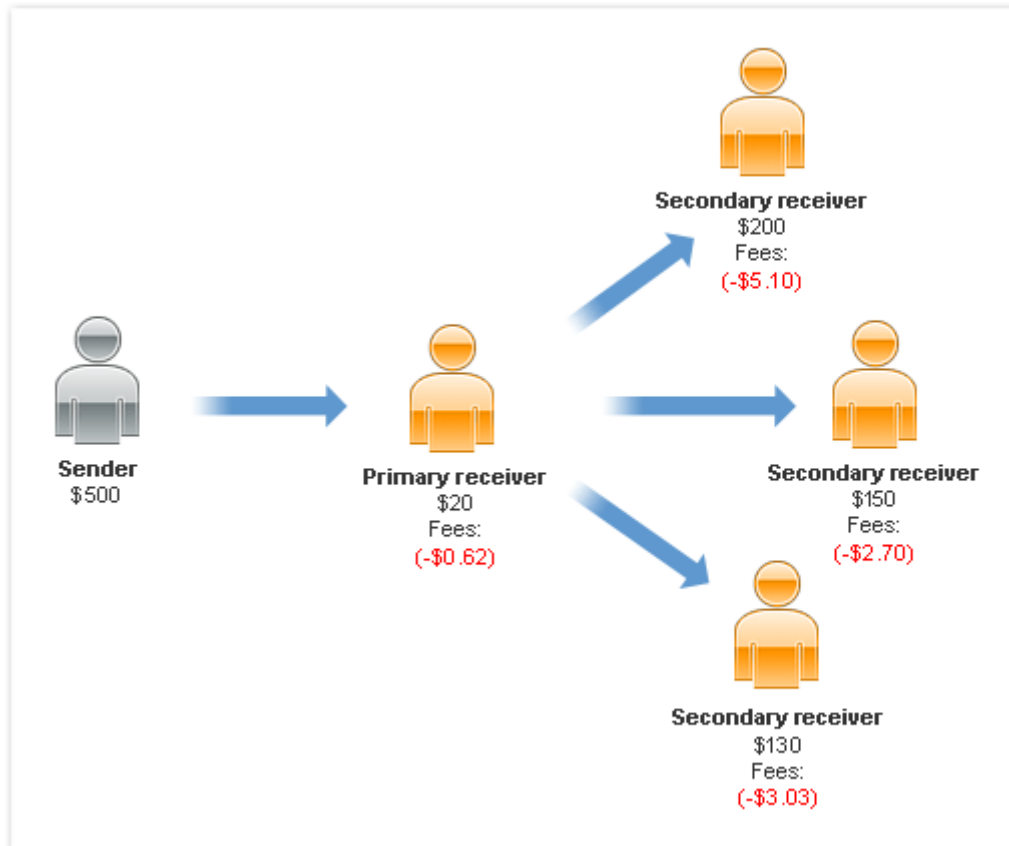 Secondary receiver
$200
Fees:
(-$5.10)
Sender
$500
Primary receiver
$20
Fees:
(-$0.62)
Secondary receiver
$150
Fees:
(-$2.70)
Secondary receiver
$130
Fees:
(-$3.03)